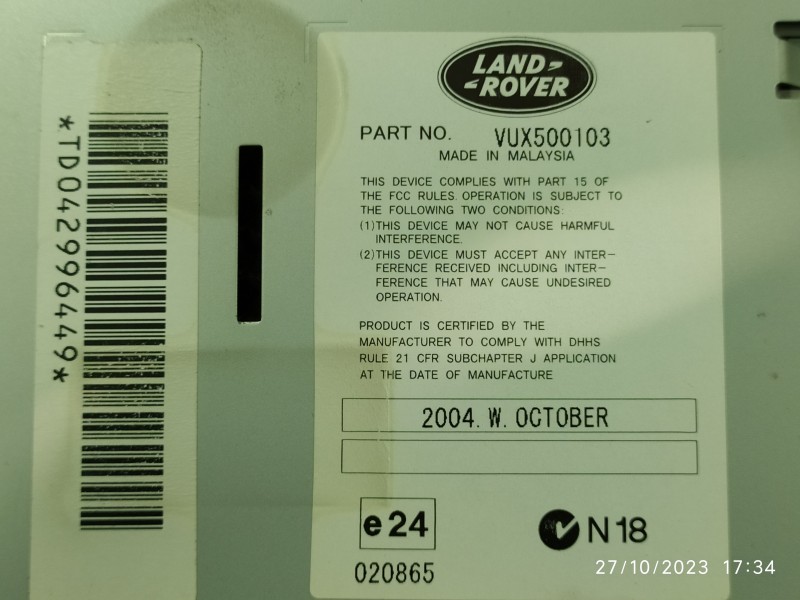 *TD042996449*
LAND-
-ROVER
PART NO. VUX500103
MADE IN MALAYSIA
THIS DEVICE COMPLIES WITH PART 15 OF
THE FCC RULES. OPERATION IS SUBJECT TO
THE FOLLOWING TWO CONDITIONS:
(1)THIS DEVICE MAY NOT CAUSE HARMFUL
INTERFERENCE.
(2)THIS DEVICE MUST ACCEPT ANY INTER-
FERENCE RECEIVED INCLUDING INTER-
FERENCE THAT MAY CAUSE UNDESIRED
OPERATION.
PRODUCT IS CERTIFIED BY THE
MANUFACTURER TO COMPLY WITH DHHS
RULE 21 CFR SUBCHAPTER J APPLICATION
AT THE DATE OF MANUFACTURE
2004. W. OCTOBER
e24
N18
020865
27/10/2023 17:34